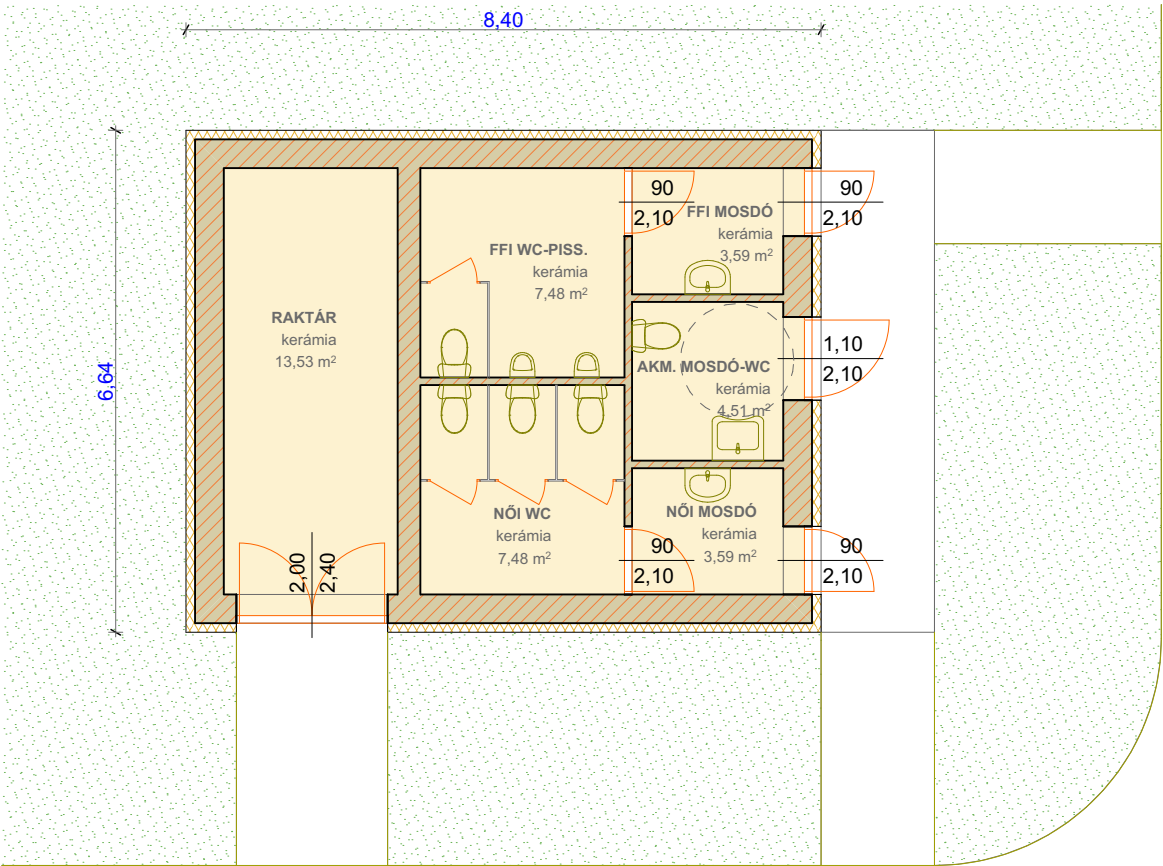 8,40
6,64
RAKTÁR
kerámia
13,53 m²
2,00
2,40
FFI WC-PISS.
kerámia
7,48 m²
90
2,10
FFI MOSDÓ
kerámia
3,59 m²
90
2,10
AKM. MOSDÓ-WC
kerámia
4,51 m²
1,10
2,10
NŐI WC
kerámia
7,48 m²
90
2,10
NŐI MOSDÓ
kerámia
3,59 m²
90
2,10